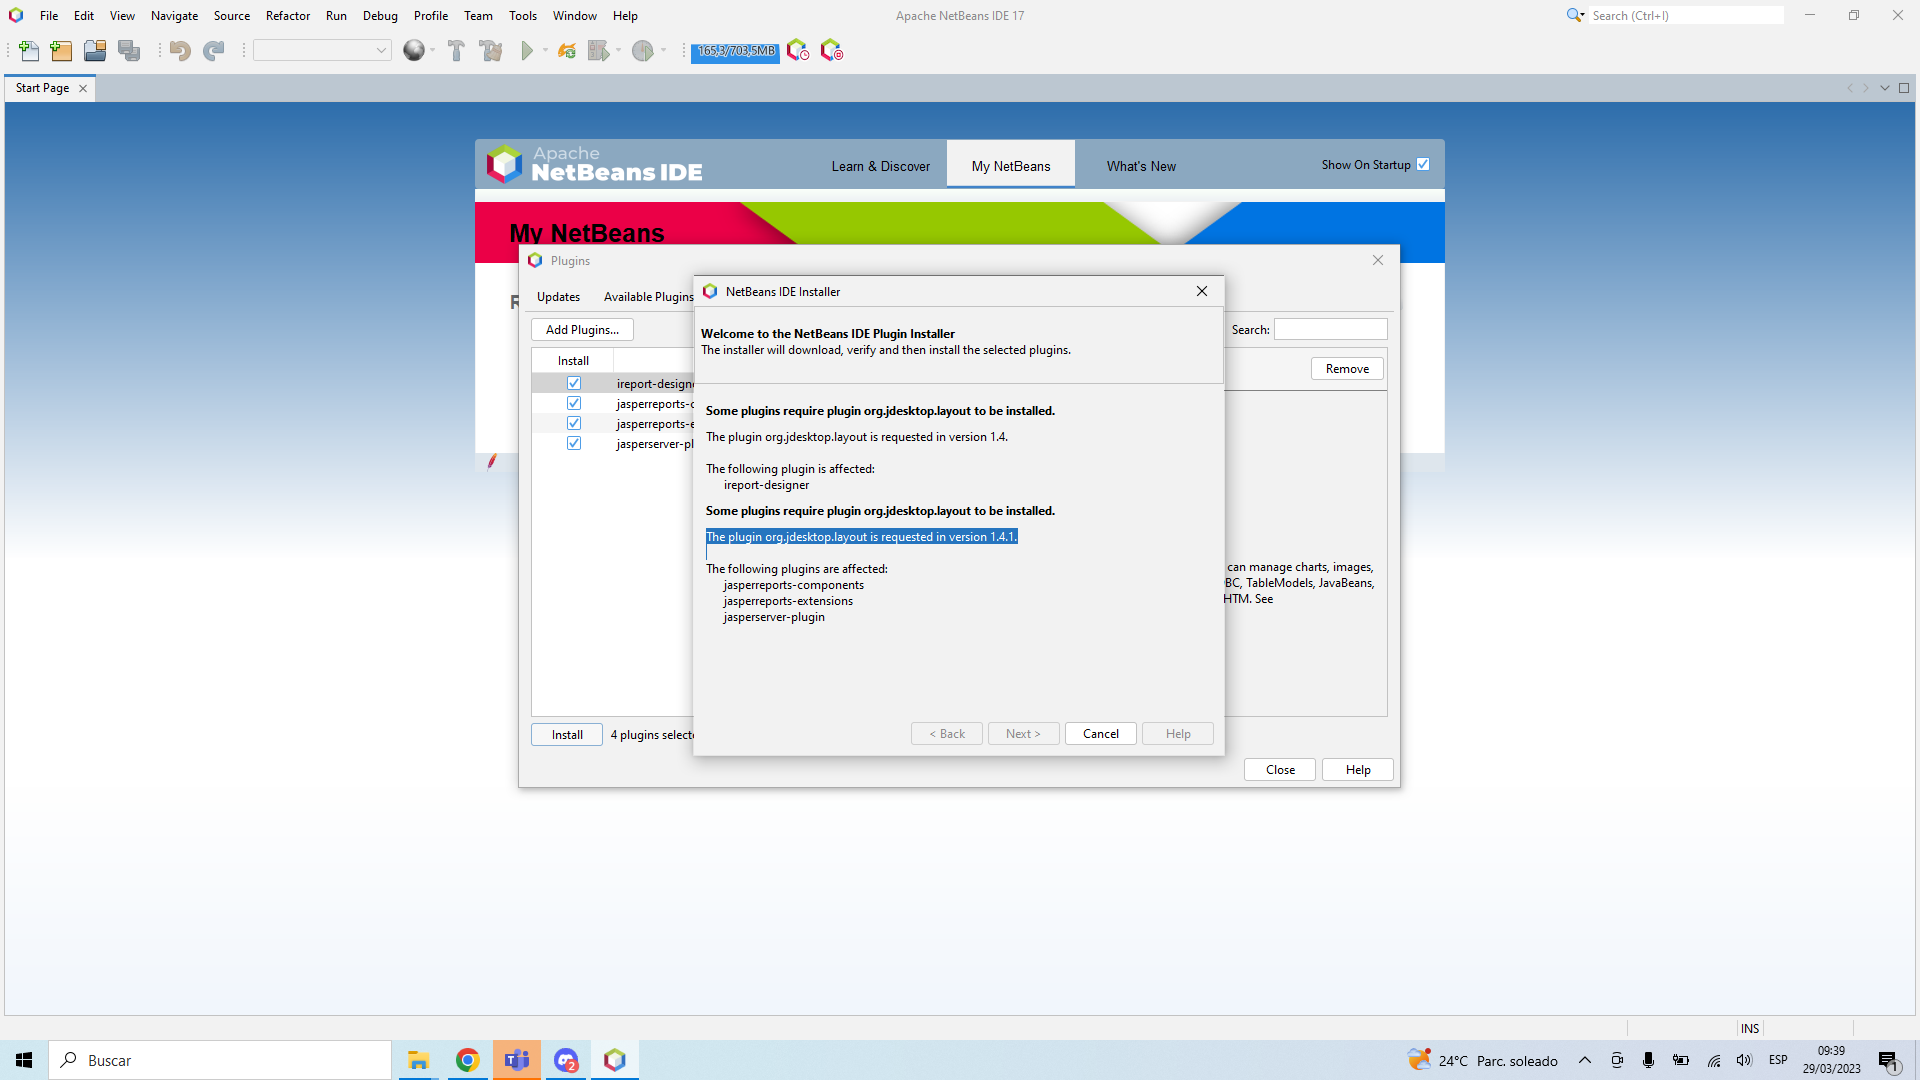 File Edit View Navigate Source Refactor Run Debug Profile Team Tools Window Help
Apache NetBeans IDE 17
Search (Ctrl+I)
165,3/703,5MB
Start Page
Apache
NetBeans IDE
Learn & Discover
My NetBeans
What's New
Show On Startup
My NetBeans
Plugins
Updates
Available Plugins
Add Plugins...
Search:
Install
Remove
ireport-designe
jasperreports-
jasperreports-
jasperserver-pl
NetBeans IDE Installer
Welcome to the NetBeans IDE Plugin Installer
The installer will download, verify and then install the selected plugins.
Some plugins require plugin org.jdesktop.layout to be installed.
The plugin org.jdesktop.layout is requested in version 1.4.
The following plugin is affected:
ireport-designer
Some plugins require plugin org.jdesktop.layout to be installed.
The plugin org.jdesktop.layout is requested in version 1.4.1.
The following plugins are affected:
jasperreports-components
jasperreports-extensions
jasperserver-plugin
can manage charts, images,
BC, TableModels, JavaBeans,
HTM. See
< Back
Next >
Cancel
Help
Install
4 plugins selecte
Close
Help
INS
Buscar
2
24°C Parc. soleado
ESP
09:39
29/03/2023
1